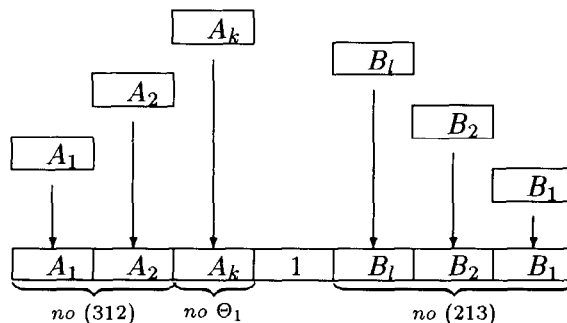 A_k
B_l
A_2
B_2
A_1
B_1
A_1 A_2 A_k 1 B_l B_2 B_1
no (312) no Θ_1 no (213)